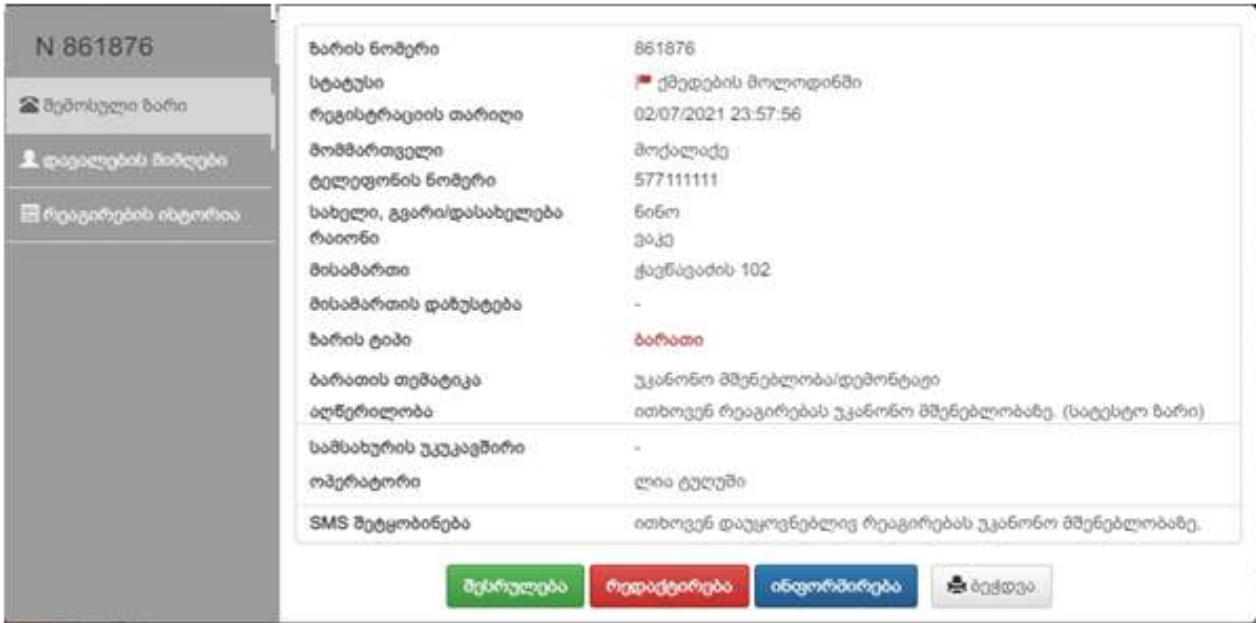 N 861876
შემოსული ზარი
დავალების მიმღები
რეაგირების ისტორია
ზარის ნომერი 861876
სტატუსი ქმედების მოლოდინში
რეგისტრაციის თარიღი 02/07/2021 23:57:56
მომმართველი მოქალაქე
ტელეფონის ნომერი 577111111
სახელი, გვარი/დასახელება ნინო
რაიონი ვაკე
მისამართი ჭავჭავაძის 102
მისამართის დაზუსტება -
ზარის ტიპი ბარათი
ბარათის თემატიკა უკანონო მშენებლობა/დემონტაჟი
აღწერილობა ითხოვენ რეაგირებას უკანონო მშენებლობაზე. (სატესტო ზარი)
სამსახურის უკუკავშირი -
ოპერატორი ლია ტუღუში
SMS შეტყობინება ითხოვენ დაუყოვნებლივ რეაგირებას უკანონო მშენებლობაზე.
შესრულება რედაქტირება ინფორმირება ბეჭდვა